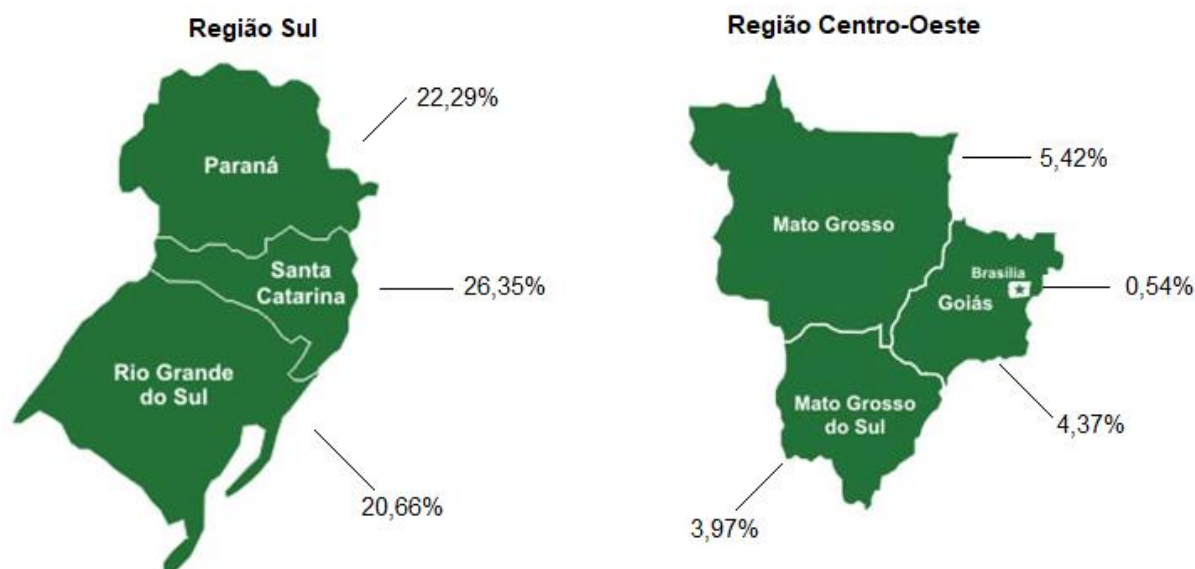 Região Sul
22,29%
Paraná
Santa
Catarina
26,35%
Rio Grande
do Sul
20,66%
Região Centro-Oeste
5,42%
Mato Grosso
Brasília
0,54%
Goiás
Mato Grosso
do Sul
4,37%
3,97%